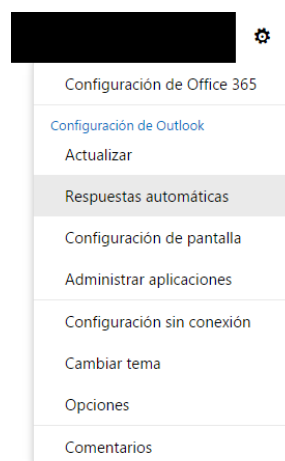 Configuración de Office 365
Configuración de Outlook
Actualizar
Respuestas automáticas
Configuración de pantalla
Administrar aplicaciones
Configuración sin conexión
Cambiar tema
Opciones
Comentarios